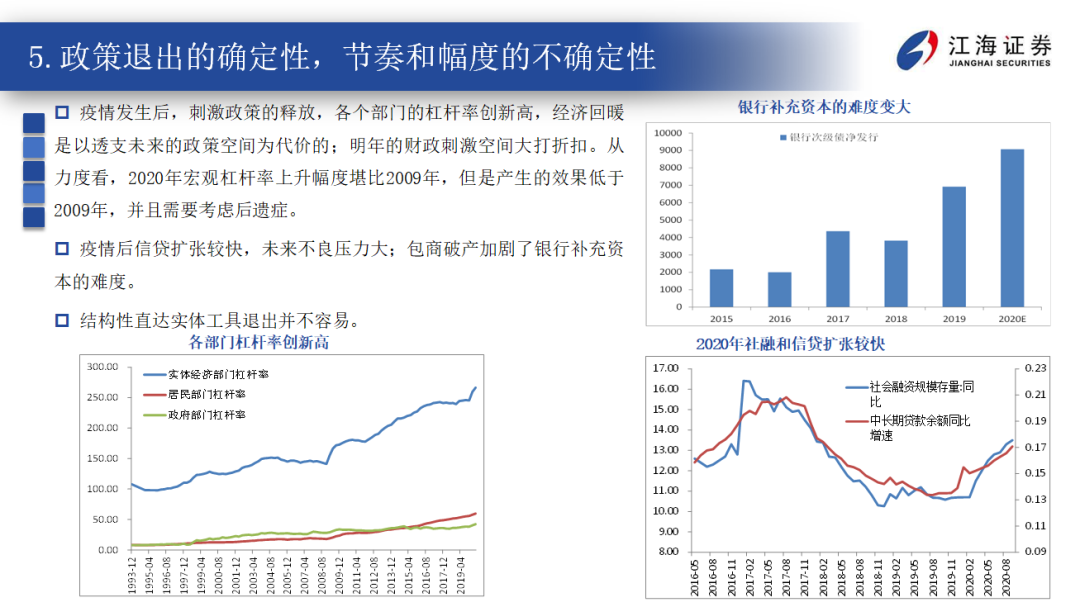 5. 政策退出的确定性，节奏和幅度的不确定性
江海证券
JIANGHAI SECURITIES
疫情发生后，刺激政策的释放，各个部门的杠杆率创新高，经济回暖
是以透支未来的政策空间为代价的；明年的财政刺激空间大打折扣。从
力度看，2020年宏观杠杆率上升幅度堪比2009年，但是产生的效果低于
2009年，并且需要考虑后遗症。
疫情后信贷扩张较快，未来不良压力大；包商破产加剧了银行补充资
本的难度。
结构性直达实体工具退出并不容易。
银行补充资本的难度变大
银行次级债净发行
10000
9000
8000
7000
6000
5000
4000
3000
2000
1000
0
2015 2016 2017 2018 2019 2020E
各部门杠杆率创新高
300.00
250.00
200.00
150.00
100.00
50.00
0.00
实体经济部门杠杆率
居民部门杠杆率
政府部门杠杆率
1993-12 1995-04 1996-08 1997-12 1999-04 2000-08 2001-12 2003-04 2004-08 2005-12 2007-04 2008-08 2009-12 2011-04 2012-08 2013-12 2015-04 2016-08 2017-12 2019-04
2020年社融和信贷扩张较快
17.00
16.00
15.00
14.00
13.00
12.00
11.00
10.00
9.00
8.00
社会融资规模存量:同
比
中长期贷款余额同比
增速
0.23
0.21
0.19
0.17
0.15
0.13
0.11
0.09
2016-05 2016-08 2016-11 2017-02 2017-05 2017-08 2017-11 2018-02 2018-05 2018-08 2018-11 2019-02 2019-05 2019-08 2019-11 2020-02 2020-05 2020-08